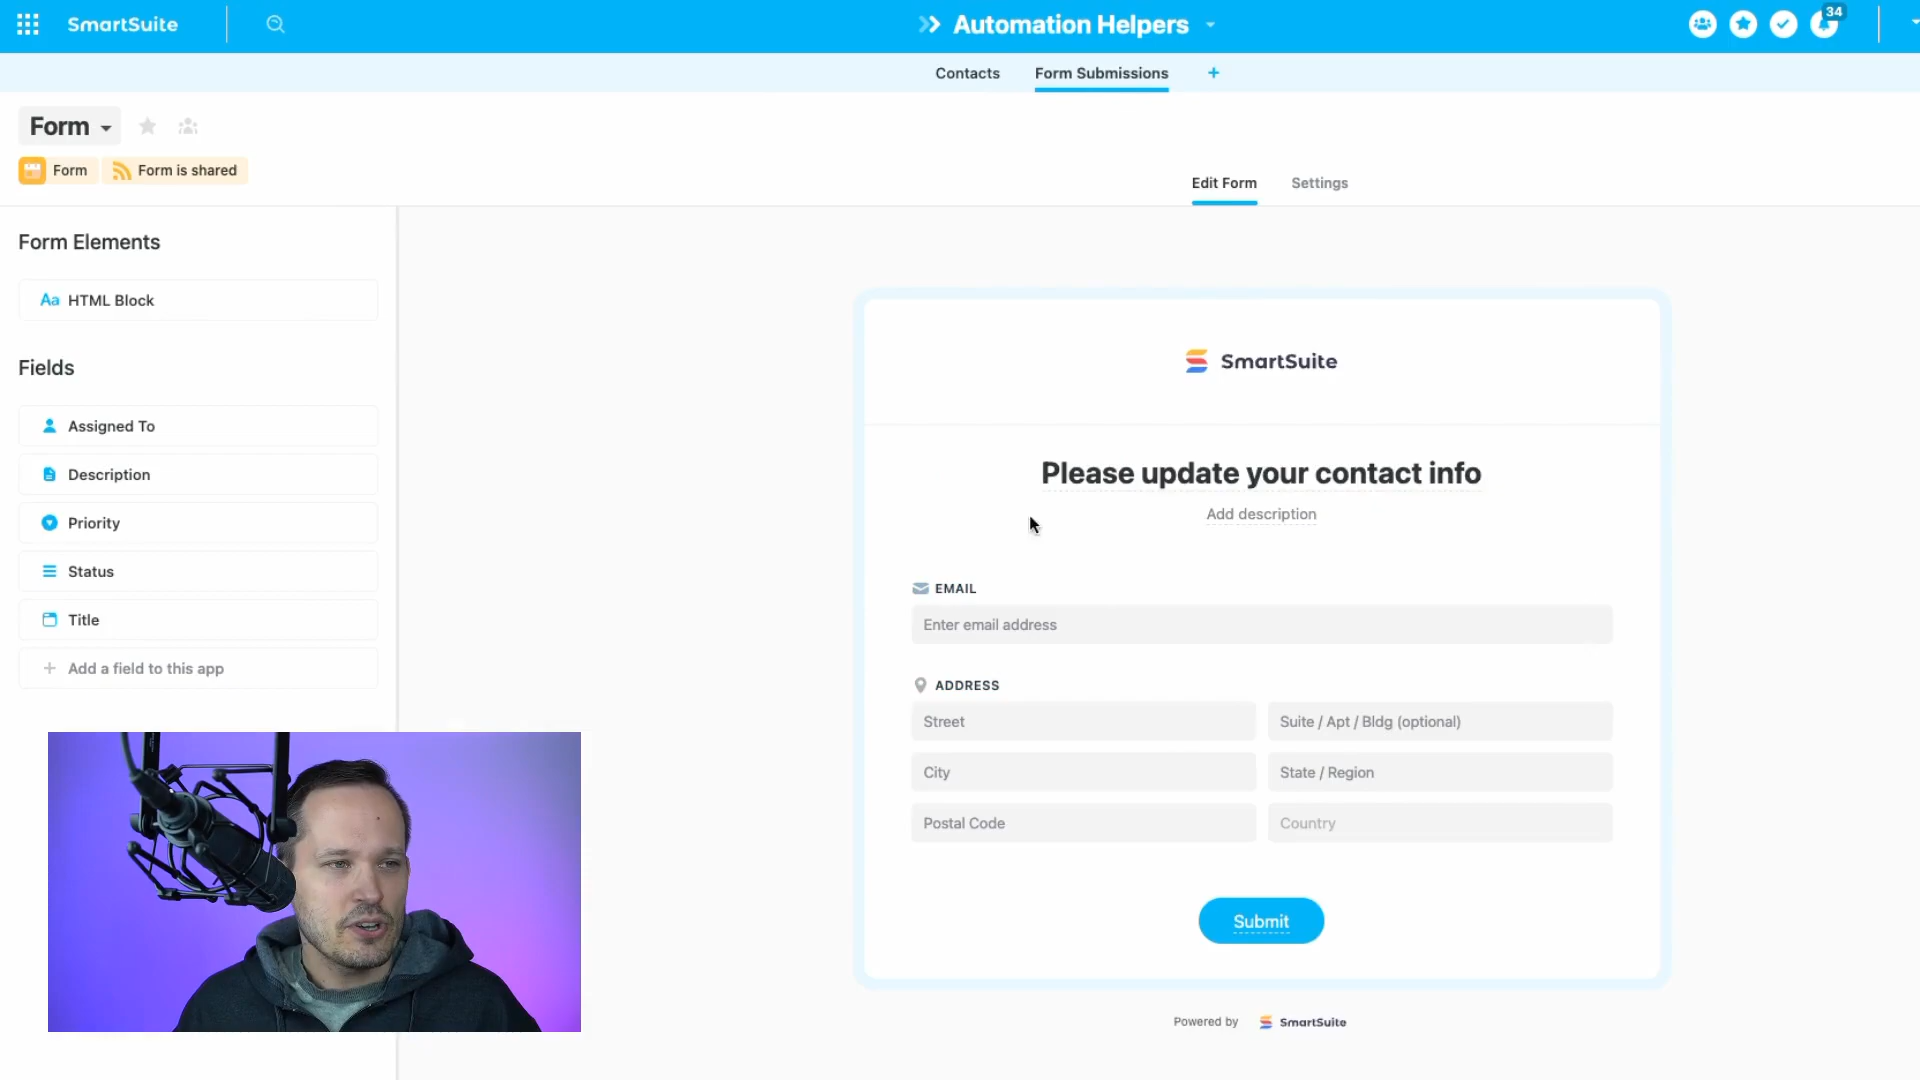 SmartSuite
Automation Helpers
34
Contacts
Form Submissions
+
Form
Form
Form is shared
Edit Form
Settings
Form Elements
Aa HTML Block
Fields
Assigned To
Description
Priority
Status
Title
+ Add a field to this app
SmartSuite
Please update your contact info
Add description
EMAIL
Enter email address
ADDRESS
Street
Suite / Apt / Bldg (optional)
City
State / Region
Postal Code
Country
Submit
Powered by SmartSuite